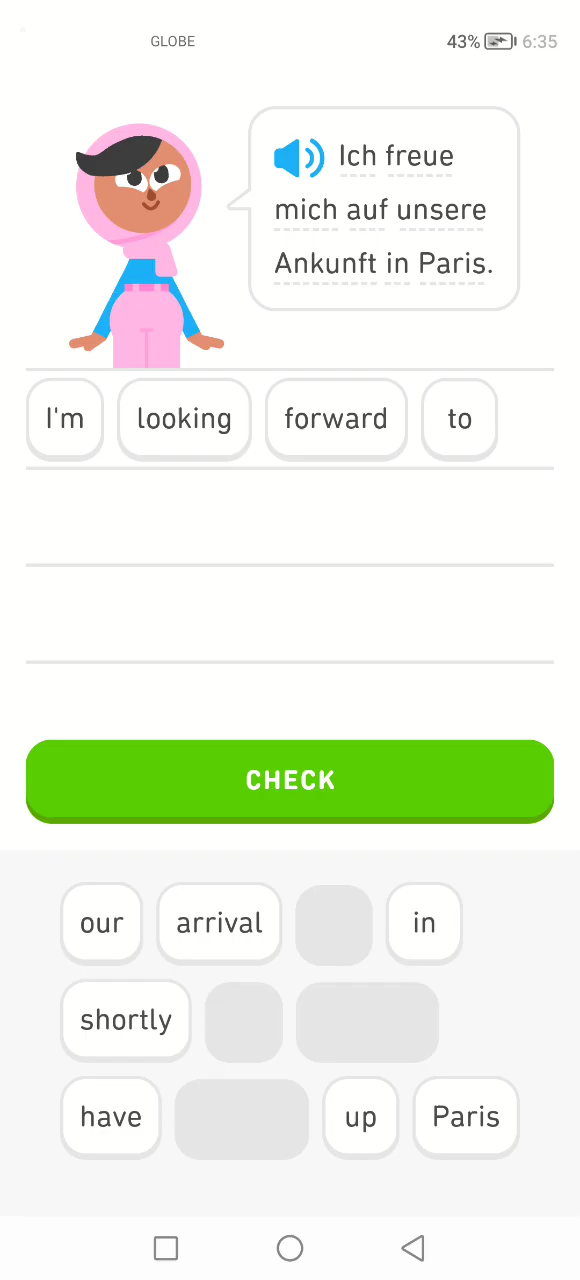 GLOBE 43% 6:35
Ich freue
mich auf unsere
Ankunft in Paris.
I'm looking forward to
CHECK
our arrival in
shortly
have up Paris